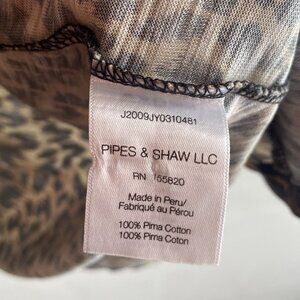 J2009JY0310481
PIPES & SHAW LLC
RN 155820
Made in Peru/
Fabriqué au Pérou
100% Pima Cotton
100% Pima Coton